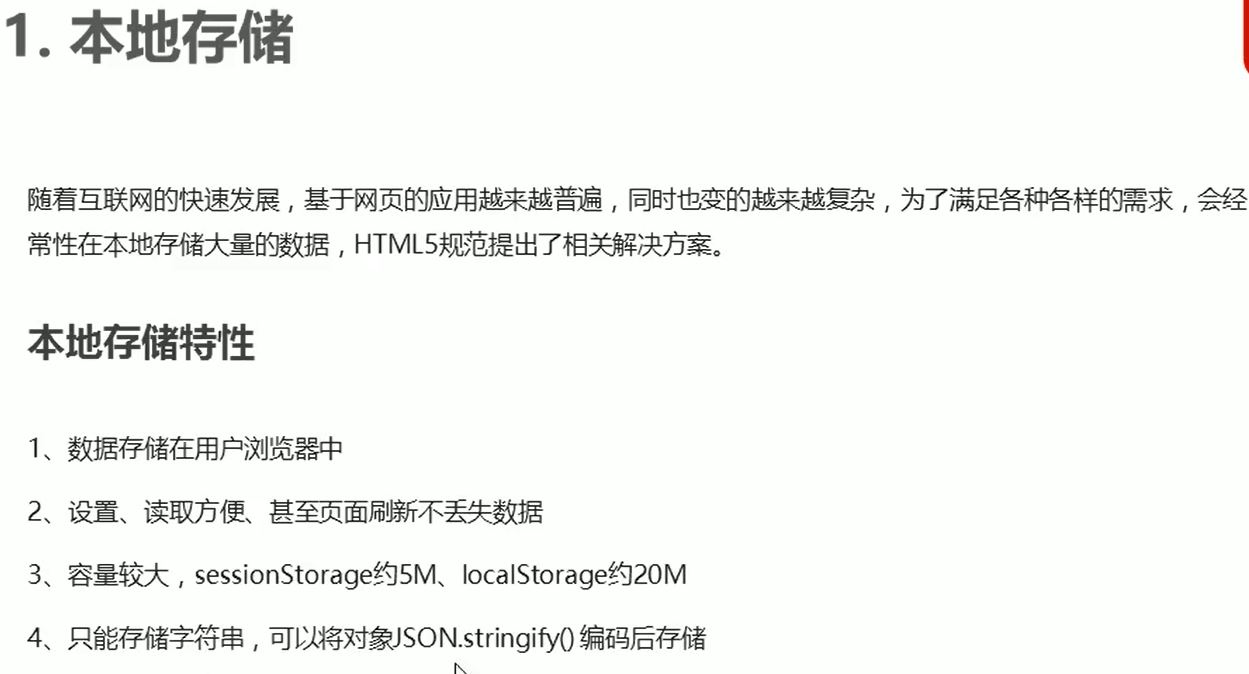 1. 本地存储
随着互联网的快速发展，基于网页的应用越来越普遍，同时也变的越来越复杂，为了满足各种各样的需求，会经
常性在本地存储大量的数据，HTML5规范提出了相关解决方案。
本地存储特性
1、数据存储在用户浏览器中
2、设置、读取方便、甚至页面刷新不丢失数据
3、容量较大，sessionStorage约5M、localStorage约20M
4、只能存储字符串，可以将对象JSON.stringify() 编码后存储